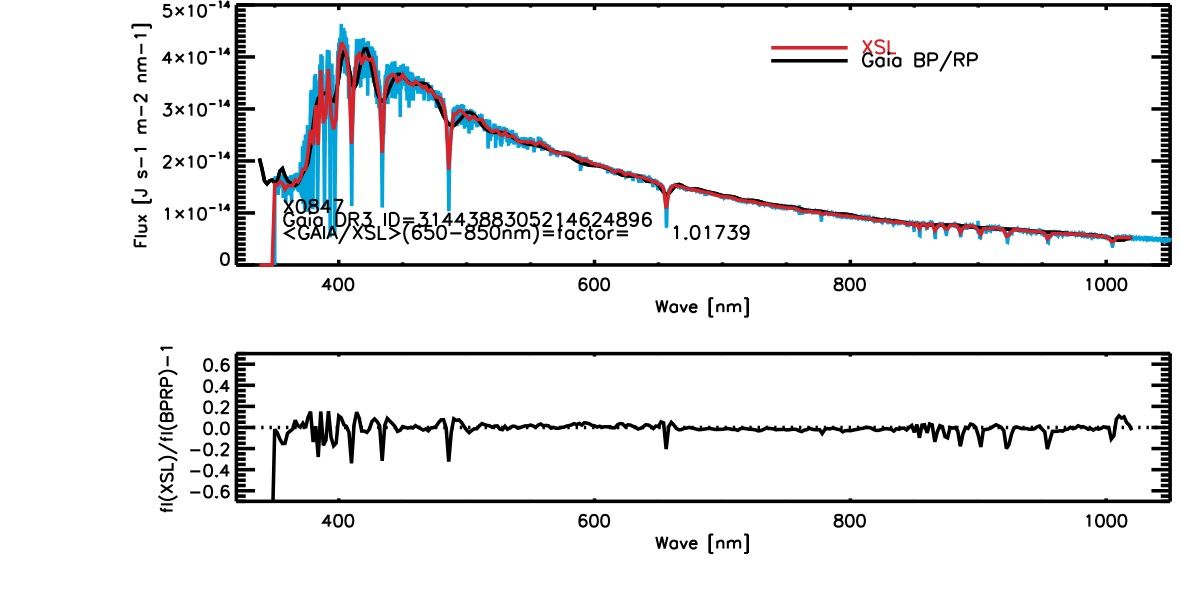 5×10−14
4×10−14
3×10−14
2×10−14
1×10−14
0
Flux [J s−1 m−2 nm−1]
XSL
Gaia BP/RP
X0847
Gaia DR3 ID=3144388305214624896
<GAIA/XSL>(650−850nm)=factor= 1.01739
400 600 800 1000
Wave [nm]
0.6
0.4
0.2
0.0
−0.2
−0.4
−0.6
fl(XSL)/fl(BPRP)−1
400 600 800 1000
Wave [nm]